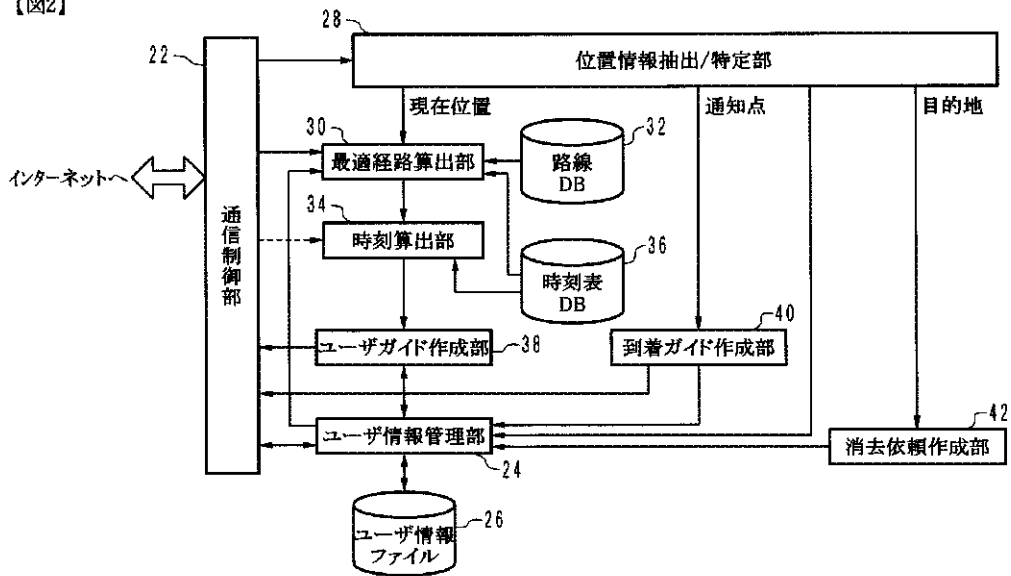 【図2】
28
22
位置情報抽出/特定部
現在位置
通知点
目的地
30
32
最適経路算出部
路線
DB
インターネットへ
34
通信制御部
時刻算出部
36
時刻表
DB
40
ユーザガイド作成部
38
到着ガイド作成部
42
ユーザ情報管理部
消去依頼作成部
24
ユーザ情報
ファイル
26